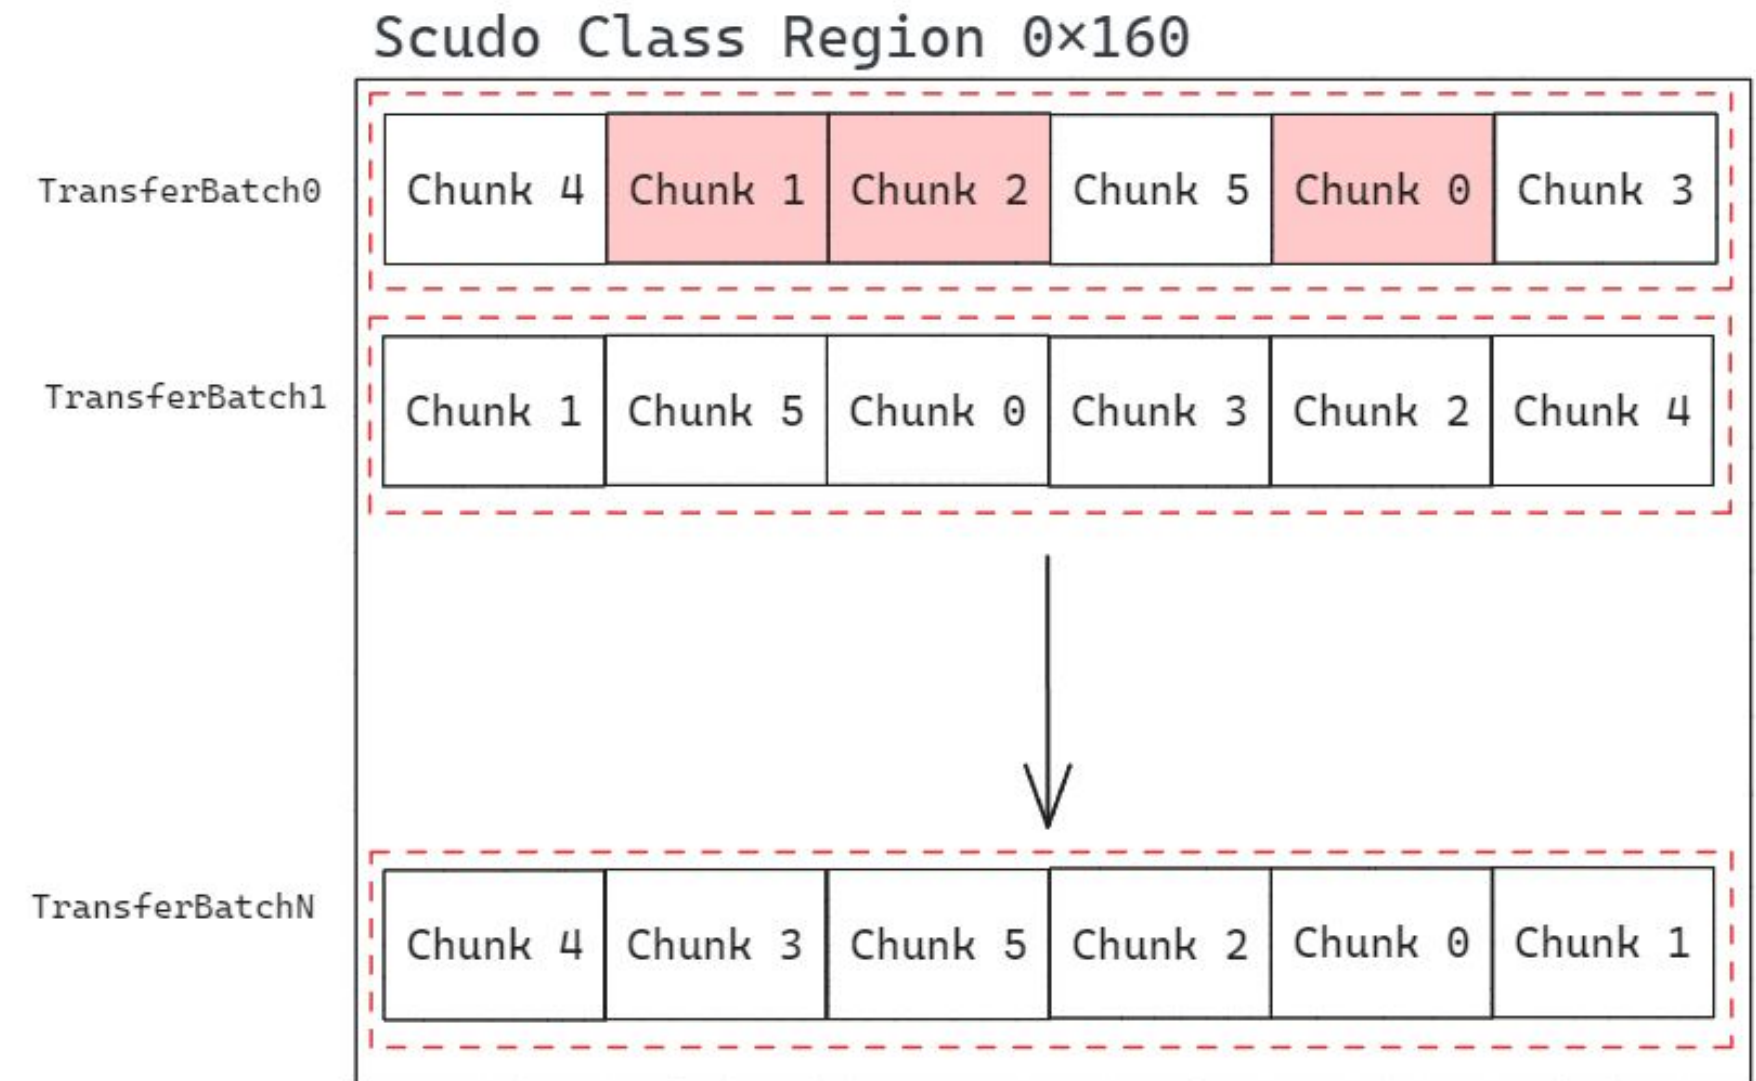 Scudo Class Region 0×160
TransferBatch0 Chunk 4 Chunk 1 Chunk 2 Chunk 5 Chunk 0 Chunk 3
TransferBatch1 Chunk 1 Chunk 5 Chunk 0 Chunk 3 Chunk 2 Chunk 4
TransferBatchN Chunk 4 Chunk 3 Chunk 5 Chunk 2 Chunk 0 Chunk 1